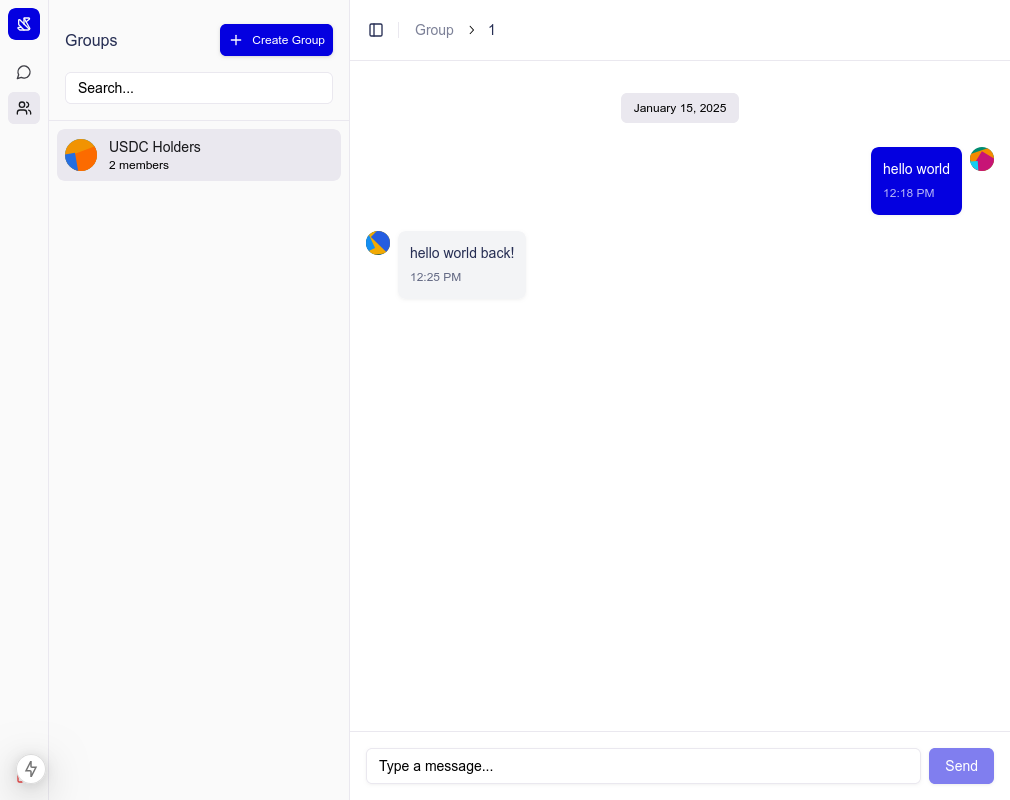 Groups
Create Group
Search...
USDC Holders
2 members
Group > 1
January 15, 2025
hello world
12:18 PM
hello world back!
12:25 PM
Type a message...
Send